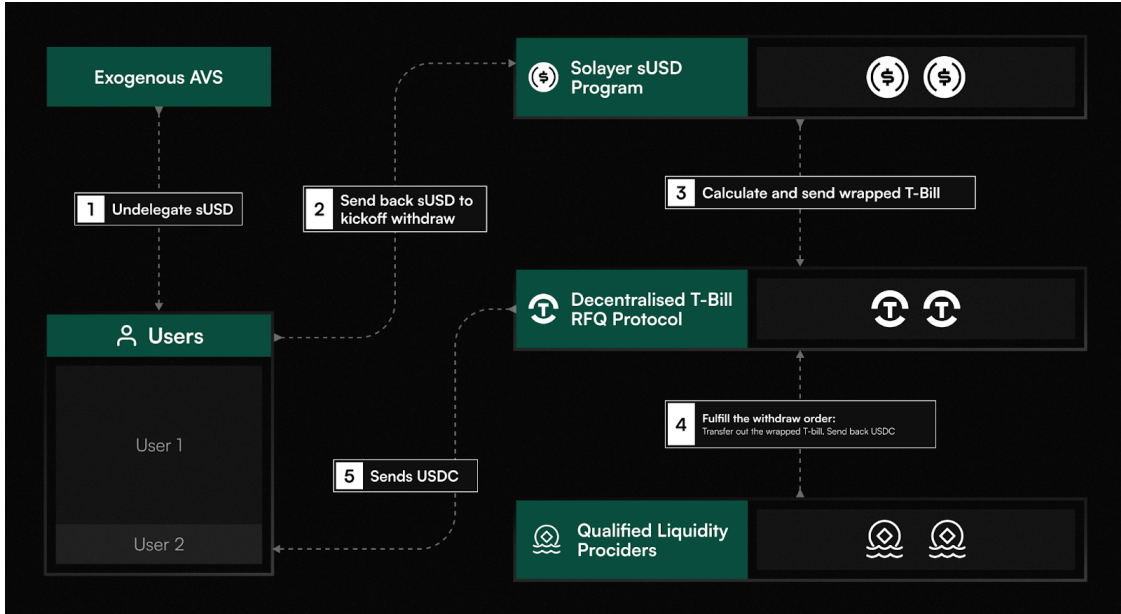 Exogenous AVS
1 Undelegate sUSD
Users
User 1
User 2
2 Send back sUSD to
kickoff withdraw
Solayer sUSD
Program
3 Calculate and send wrapped T-Bill
Decentralised T-Bill
RFQ Protocol
4 Fulfill the withdraw order:
Transfer out the wrapped T-bill. Send back USDC
5 Sends USDC
Qualified Liquidity
Prociders